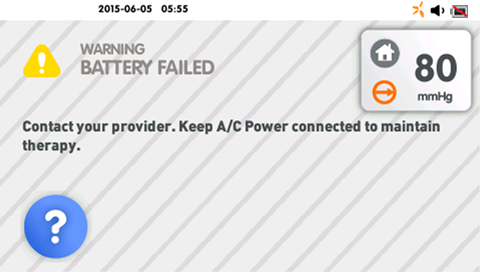 2015-06-05 05:55
WARNING
BATTERY FAILED
80
mmHg
Contact your provider. Keep A/C Power connected to maintain
therapy.
?